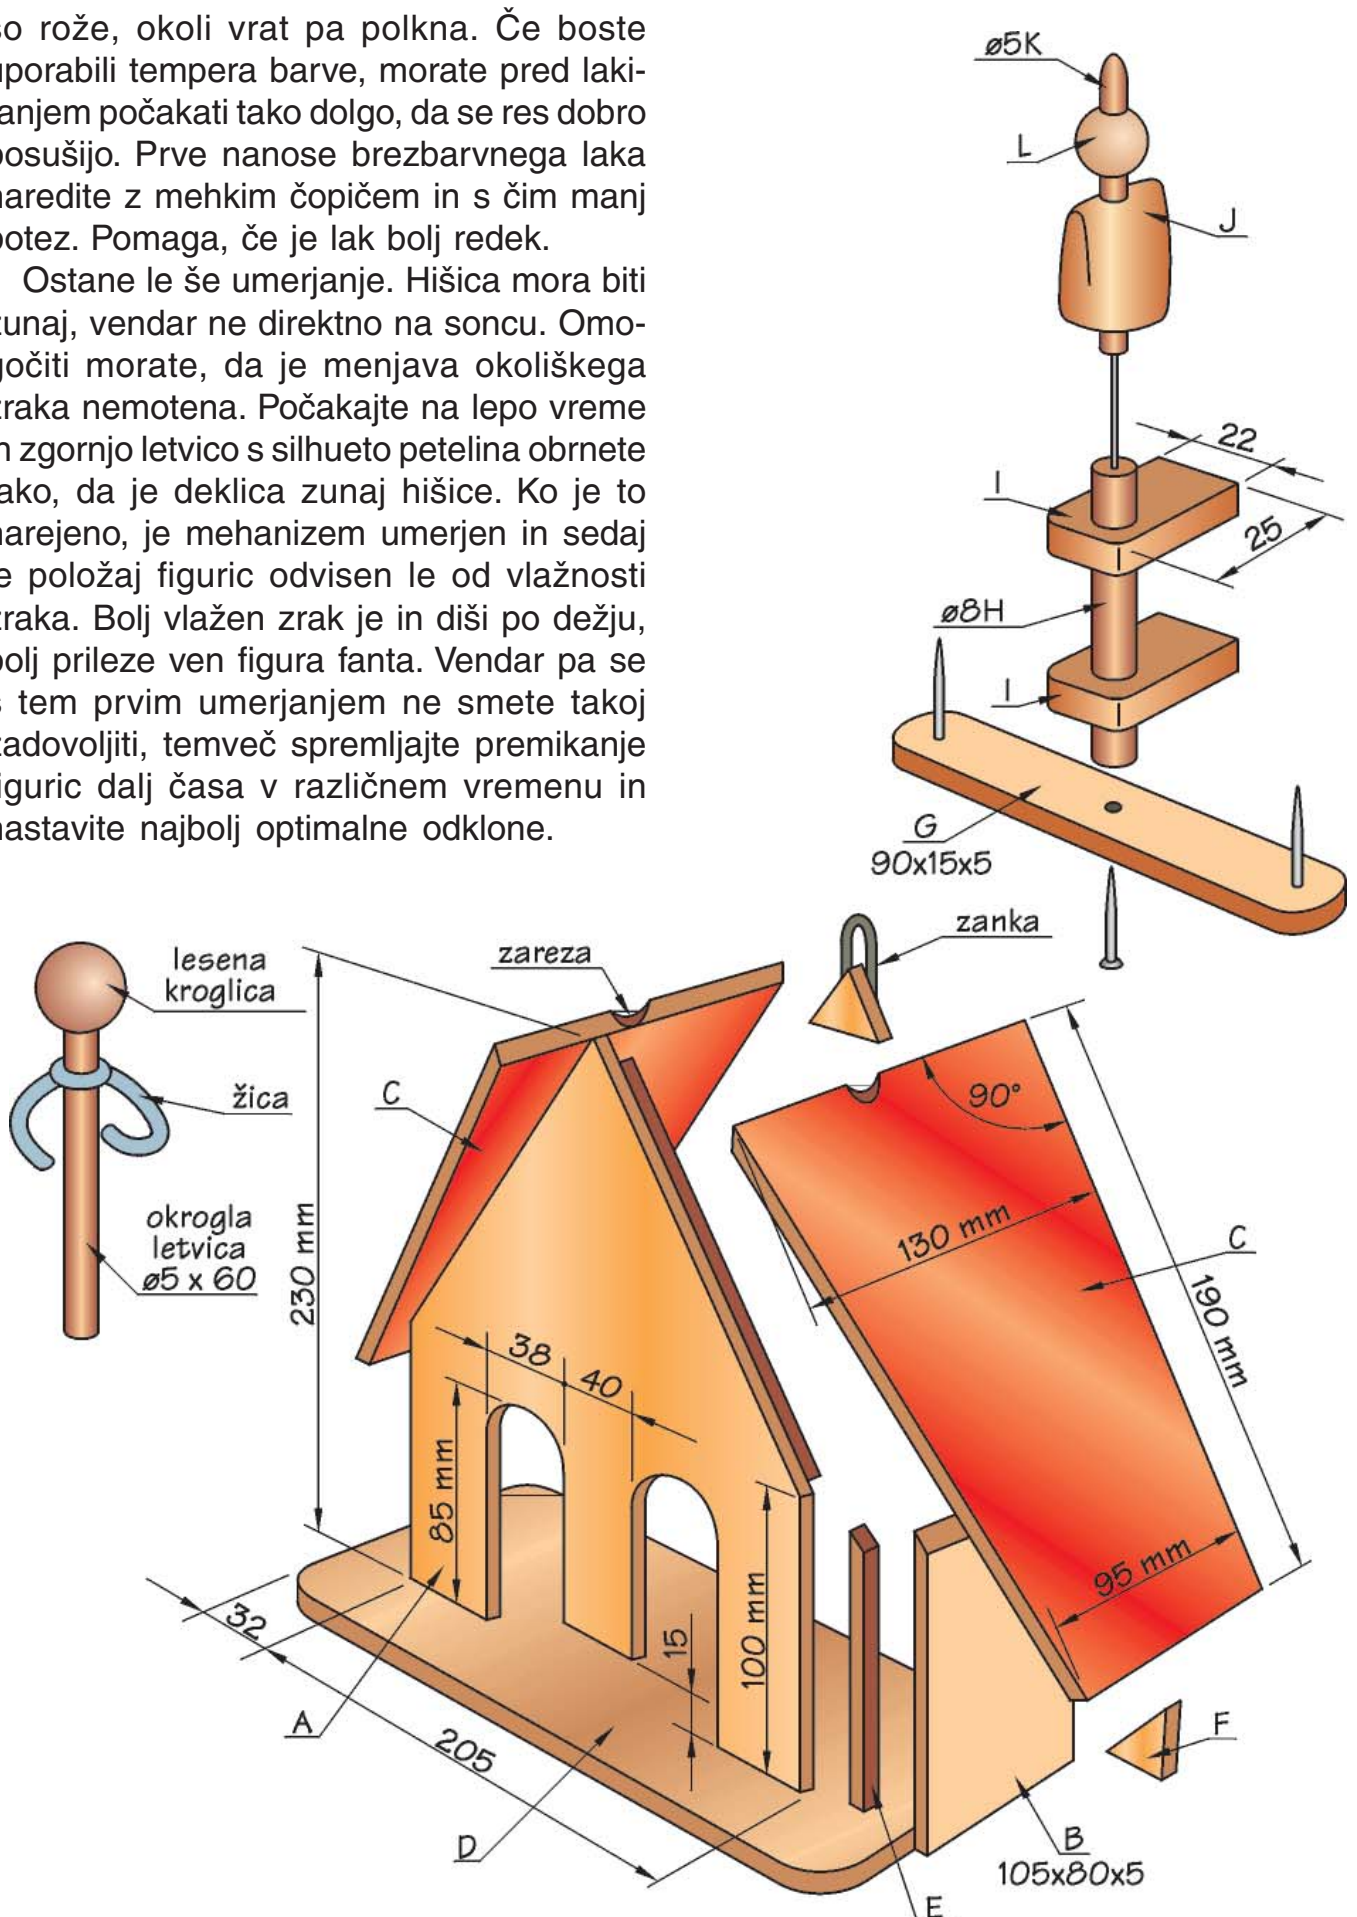 so rože, okoli vrat pa polkna. Če boste
uporabili tempera barve, morate pred laki-
ranjem počakati tako dolgo, da se res dobro
posušijo. Prve nanose brezbarvnega laka
naredite z mehkim čopičem in s čim manj
potez. Pomaga, če je lak bolj redek.
Ostane le še umerjanje. Hišica mora biti
zunaj, vendar ne direktno na soncu. Omo-
gočiti morate, da je menjava okoliškega
zraka nemotena. Počakajte na lepo vreme
in zgornjo letvico s silhueto petelina obrnete
tako, da je deklica zunaj hišice. Ko je to
narejeno, je mehanizem umerjen in sedaj
je položaj figuric odvisen le od vlažnosti
zraka. Bolj vlažen zrak je in diši po dežju,
bolj prileze ven figura fanta. Vendar pa se
s tem prvim umerjanjem ne smete takoj
zadovoljiti, temveč spremljajte premikanje
figuric dalj časa v različnem vremenu in
nastavite najbolj optimalne odklone.
ø5K
L
J
22
I
25
ø8H
I
G
90x15x5
zanka
zareza
lesena
kroglica
žica
okrogla
letvica
ø5 x 60
C
90°
230 mm
130 mm
C
190 mm
38
40
85 mm
95 mm
100 mm
15
32
A
205
D
F
B
105x80x5
E